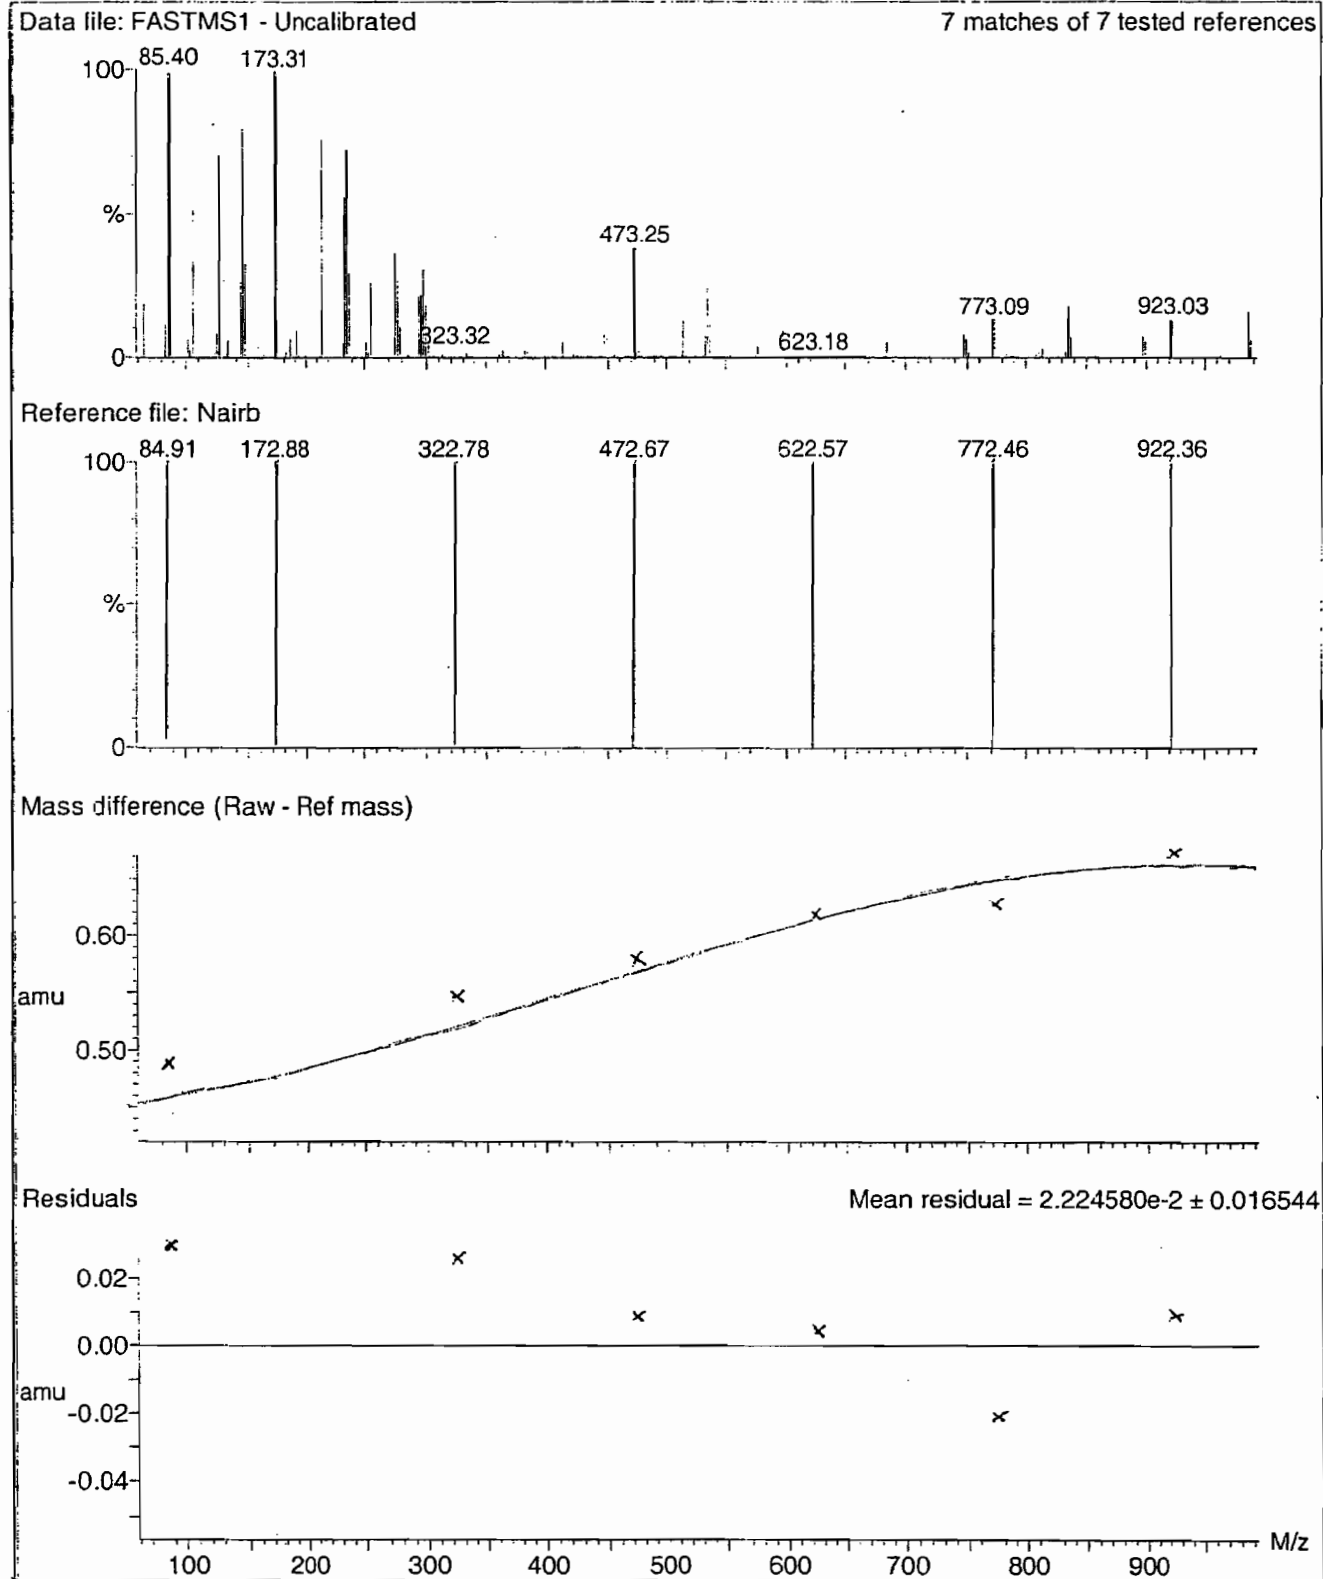 Data file: FASTMS1 - Uncalibrated 7 matches of 7 tested references
85.40 173.31
100
%
473.25
773.09 923.03
323.32 623.18
0
Reference file: Nairb
84.91 172.88 322.78 472.67 622.57 772.46 922.36
100
%
0
Mass difference (Raw - Ref mass)
0.60
amu
0.50
Residuals Mean residual = 2.224580e-2 ± 0.016544
0.02
0.00
amu
-0.02
-0.04
M/z
100 200 300 400 500 600 700 800 900